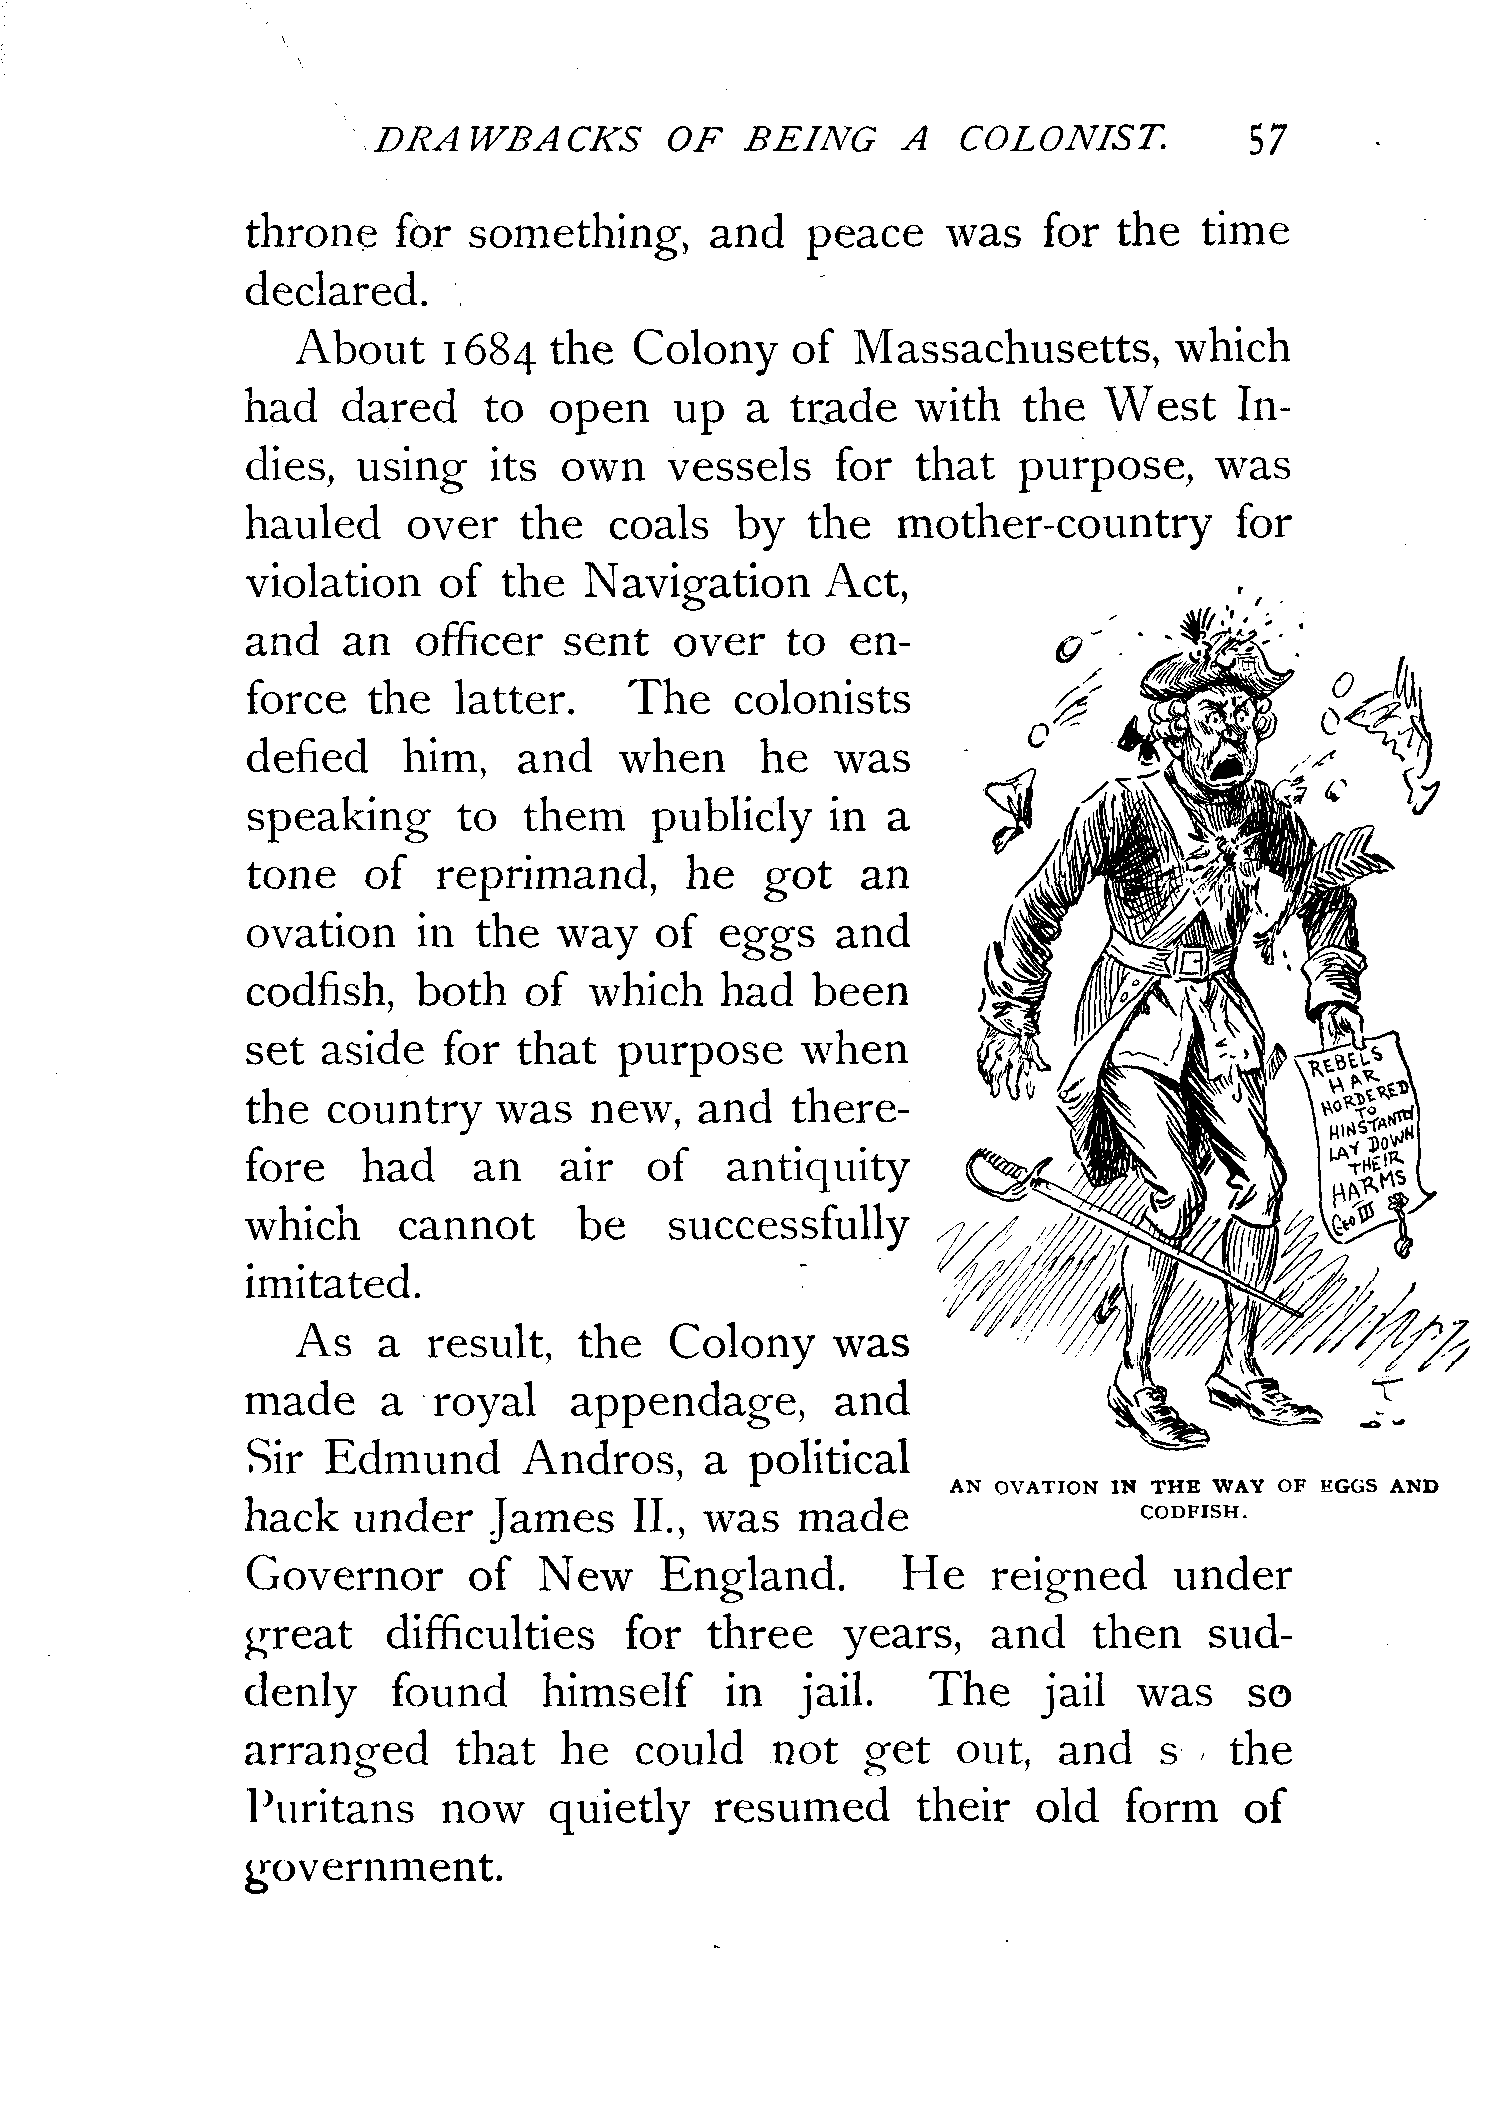 DRAWBACKS OF BEING A COLONIST. 57
throne for something, and peace was for the time
declared.
About 1684 the Colony of Massachusetts, which
had dared to open up a trade with the West In-
dies, using its own vessels for that purpose, was
hauled over the coals by the mother-country for
violation of the Navigation Act,
and an officer sent over to en-
force the latter. The colonists
defied him, and when he was
speaking to them publicly in a
tone of reprimand, he got an
ovation in the way of eggs and
codfish, both of which had been
set aside for that purpose when
the country was new, and there-
fore had an air of antiquity
which cannot be successfully
imitated.
As a result, the Colony was
made a royal appendage, and
Sir Edmund Andros, a political
hack under James II., was made
REBELS
HAR
HORDERED
TO
HINSTANTLY
LAY DOWN
THEIR
HARMS
Geo III
AN OVATION IN THE WAY OF EGGS AND
CODFISH.
Governor of New England. He reigned under
great difficulties for three years, and then sud-
denly found himself in jail. The jail was so
arranged that he could not get out, and s the
Puritans now quietly resumed their old form of
government.